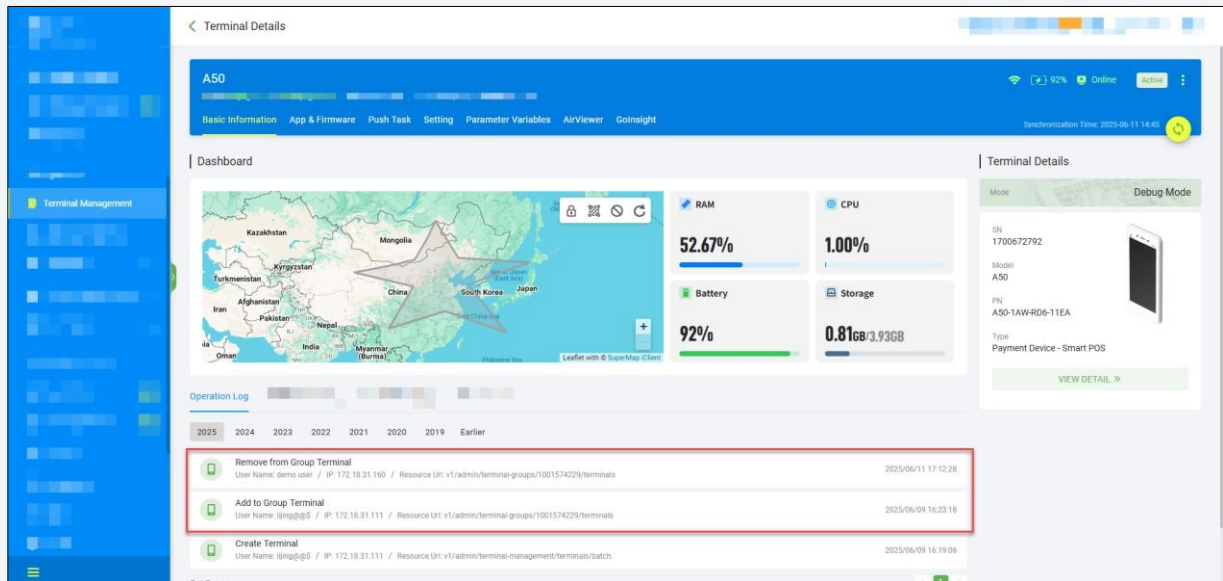 Terminal Details
A50
92% Online Active
Basic Information App & Firmware Push Task Setting Parameter Variables AirViewer GoInsight
Synchronization Time: 2025-06-11 14:45
Terminal Management
Dashboard
Kazakhstan
Mongolia
Kyrgyzstan
Turkmenistan
China
South Korea
Japan
Afghanistan
Iran
Pakistan
Nepal
India
Myanmar
(Burma)
Oman
Philippine Sea
+
Leaflet with © SuperMap iClient
RAM
52.67%
CPU
1.00%
Battery
92%
Storage
0.81GB/3.93GB
Terminal Details
Mode Debug Mode
SN
1700672792
Model
A50
PN
A50-1AW-RD6-11EA
Type
Payment Device - Smart POS
VIEW DETAIL »
Operation Log
2025 2024 2023 2022 2021 2020 2019 Earlier
Remove from Group Terminal
User Name: demo user / IP: 172.18.31.160 / Resource Url: v1/admin/terminal-groups/1001574229/terminals
2025/06/11 17:12:28
Add to Group Terminal
User Name: lijing@@$ / IP: 172.18.31.111 / Resource Url: v1/admin/terminal-groups/1001574229/terminals
2025/06/09 16:23:18
Create Terminal
User Name: lijing@@$ / IP: 172.18.31.111 / Resource Url: v1/admin/terminal-management/terminals/batch
2025/06/09 16:19:06